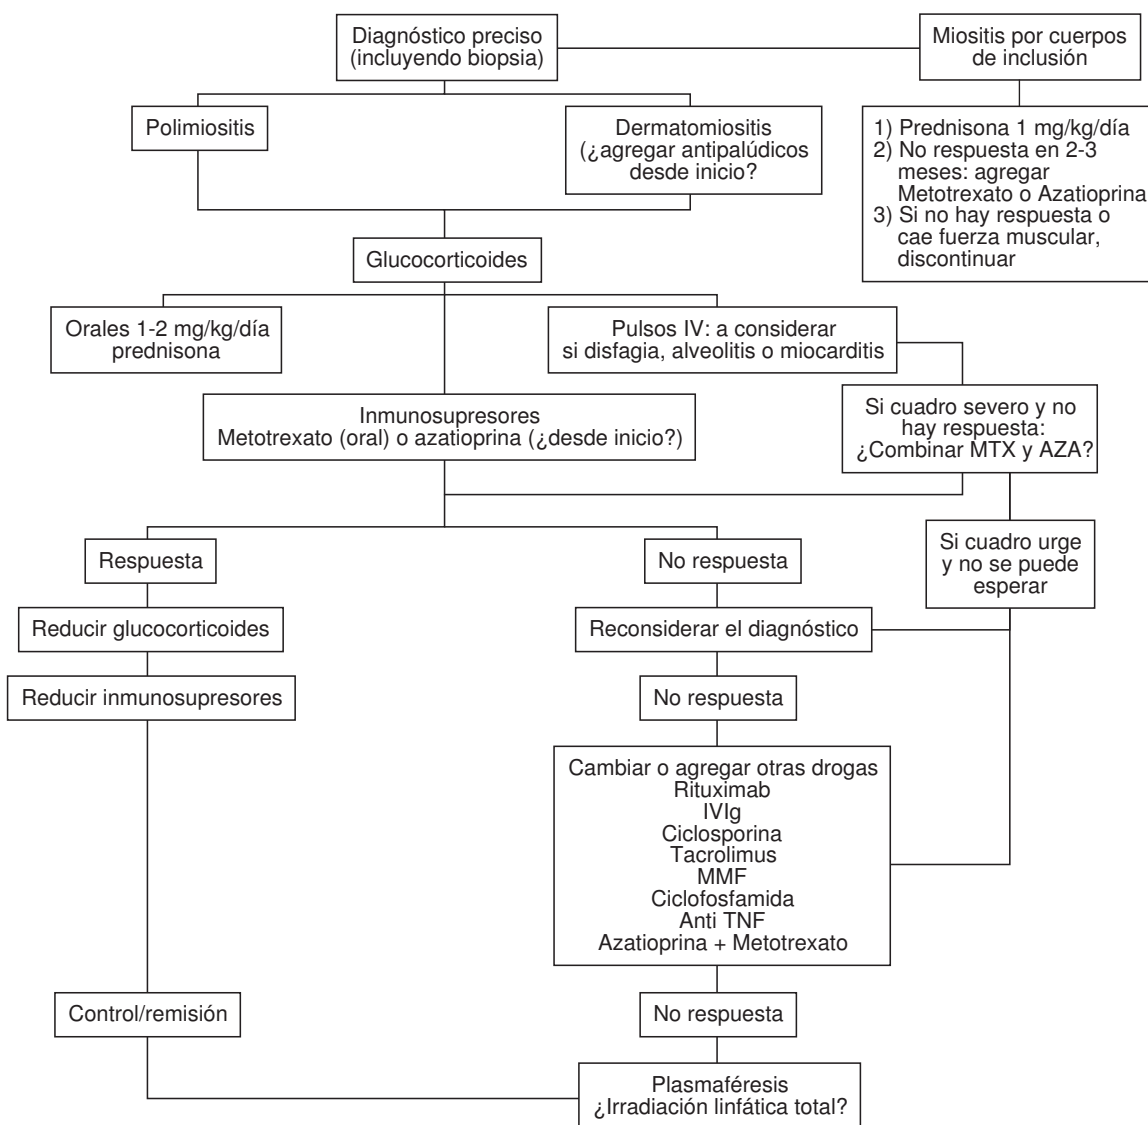 Diagnóstico preciso
(incluyendo biopsia)
Miositis por cuerpos
de inclusión
Polimiositis
Dermatomiositis
(¿agregar antipalúdicos
desde inicio?
1) Prednisona 1 mg/kg/día
2) No respuesta en 2-3
meses: agregar
Metotrexato o Azatioprina
3) Si no hay respuesta o
cae fuerza muscular,
discontinuar
Glucocorticoides
Orales 1-2 mg/kg/día
prednisona
Pulsos IV: a considerar
si disfagia, alveolitis o miocarditis
Inmunosupresores
Metotrexato (oral) o azatioprina (¿desde inicio?)
Si cuadro severo y no
hay respuesta:
¿Combinar MTX y AZA?
Respuesta
No respuesta
Si cuadro urge
y no se puede
esperar
Reducir glucocorticoides
Reconsiderar el diagnóstico
Reducir inmunosupresores
No respuesta
Cambiar o agregar otras drogas
Rituximab
IVIg
Ciclosporina
Tacrolimus
MMF
Ciclofosfamida
Anti TNF
Azatioprina + Metotrexato
Control/remisión
No respuesta
Plasmaféresis
¿Irradiación linfática total?